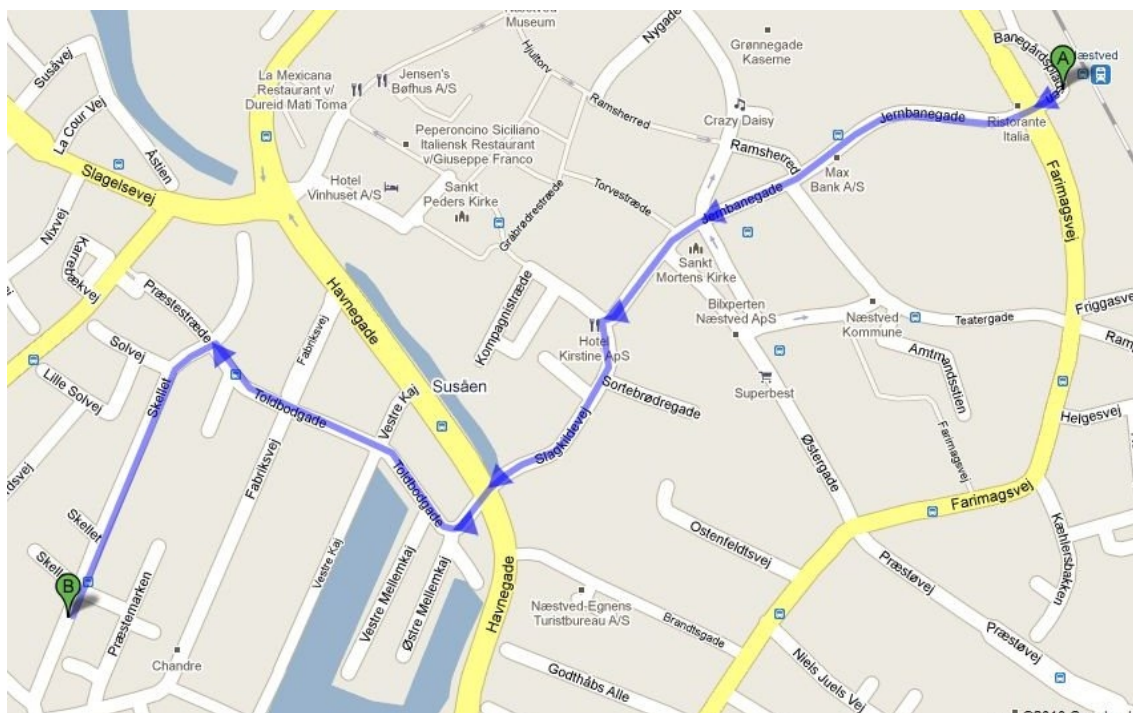 Næstved
Museum
Susåvej
La Cour Vej
Åstien
Slagelsevej
Nixvej
La Mexicana
Restaurant v/
Dureid Mati Toma
Jensen's
Bøfhus A/S
Hjultorv
Nygade
Grønnegade
Kaserne
Banegårdsplads
A
Ramsherred
Crazy Daisy
Jernbanegade
Ristorante
Italia
Peperoncino Siciliano
Italiensk Restaurant
v/Giuseppe Franco
Ramsherred
Max
Bank A/S
Hotel
Vinhuset A/S
Sankt
Peders Kirke
Torvestræde
Gråbrødrestræde
Jernbanegade
Farimagsvej
Sankt
Mortens Kirke
Præstestræde
Havnegade
Kompagnistræde
Fabriksvej
Bilxperten
Næstved ApS
Næstved
Kommune
Teatergade
Friggasvej
Solvej
Lille Solvej
Skellet
Hotel
Kirstine ApS
Amtmandsstien
Susåen
Sortebrødregade
Superbest
Toldbodgade
Vestre Kaj
Slagkildevej
Helgesvej
Farimagsvej
Østergade
Fabriksvej
Toldbodgade
Farimagsvej
Skellet
Ostenfeldtsvej
Kæhlersbakken
B
Præstemarken
Vestre Kaj
Vestre Mellemkaj
Østre Mellemkaj
Havnegade
Præstøvej
Næstved-Egnens
Turistbureau A/S
Brandtsgade
Præstøvej
Chandre
Godthåbs Alle
Niels Juels Vej